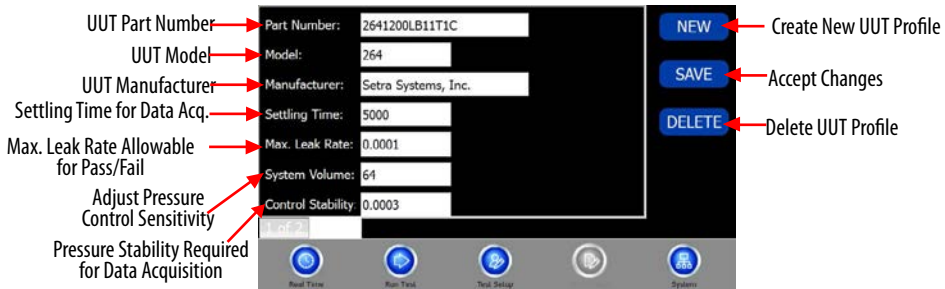 UUT Part Number
Part Number: 2641200LB11T1C
NEW
Create New UUT Profile
UUT Model
Model: 264
UUT Manufacturer
Manufacturer: Setra Systems, Inc.
SAVE
Accept Changes
Settling Time for Data Acq.
Settling Time: 5000
DELETE
Delete UUT Profile
Max. Leak Rate Allowable
for Pass/Fail
Max. Leak Rate: 0.0001
System Volume: 64
Adjust Pressure
Control Sensitivity
Control Stability: 0.0003
1 of 2
Pressure Stability Required
for Data Acquisition
Real Time
Run Test
Test Setup
System